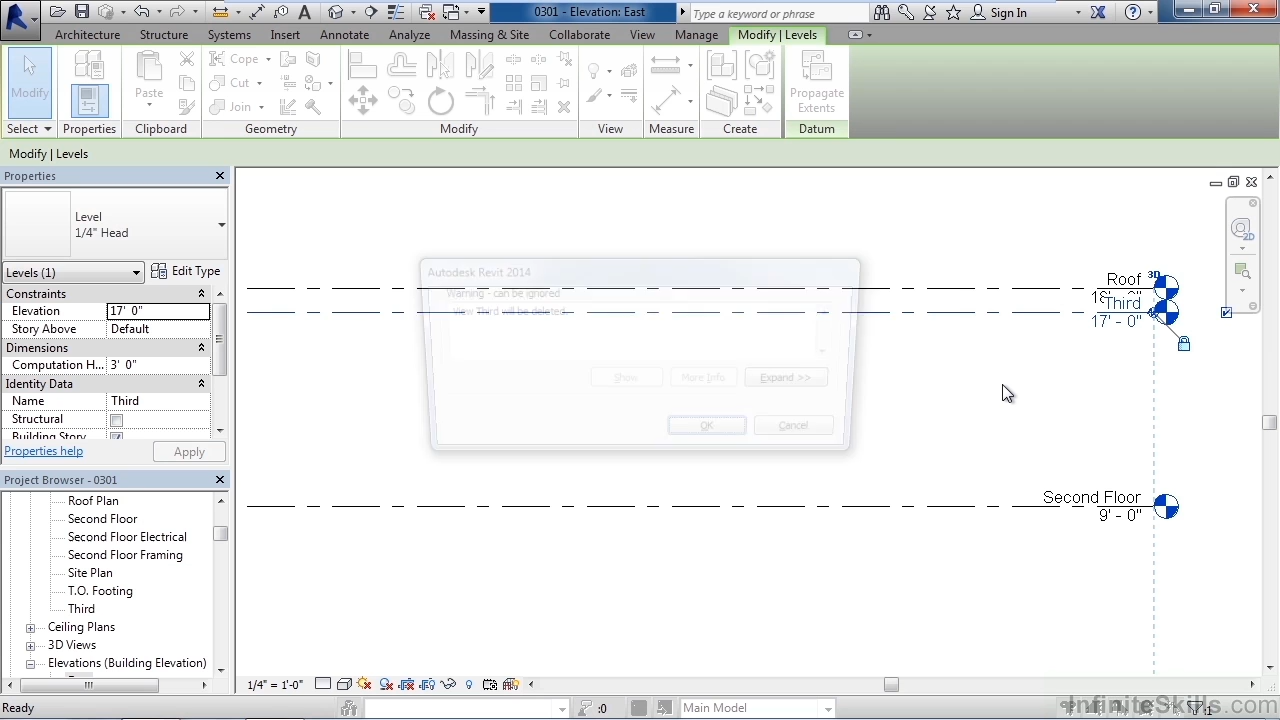 0301 - Elevation: East
Type a keyword or phrase
Sign In
Architecture Structure Systems Insert Annotate Analyze Massing & Site Collaborate View Manage Modify | Levels
Modify
Paste
Cope
Cut
Join
Propagate
Extents
Select Properties Clipboard Geometry Modify View Measure Create Datum
Modify | Levels
Properties
Level
1/4" Head
Levels (1)
Edit Type
Constraints
Elevation 17' 0"
Story Above Default
Dimensions
Computation H... 3' 0"
Identity Data
Name Third
Structural
Building Story
Properties help
Apply
Project Browser - 0301
Roof Plan
Second Floor
Second Floor Electrical
Second Floor Framing
Site Plan
T.O. Footing
Third
Ceiling Plans
3D Views
Elevations (Building Elevation)
Autodesk Revit 2014
Warning - can be ignored
View Third will be deleted.
Show
More Info
Expand >>
OK
Cancel
Roof
3D
Third
17' - 0"
Second Floor
9' - 0"
2D
1/4" = 1'-0"
Ready
:0
Main Model
InfiniteSkills.com